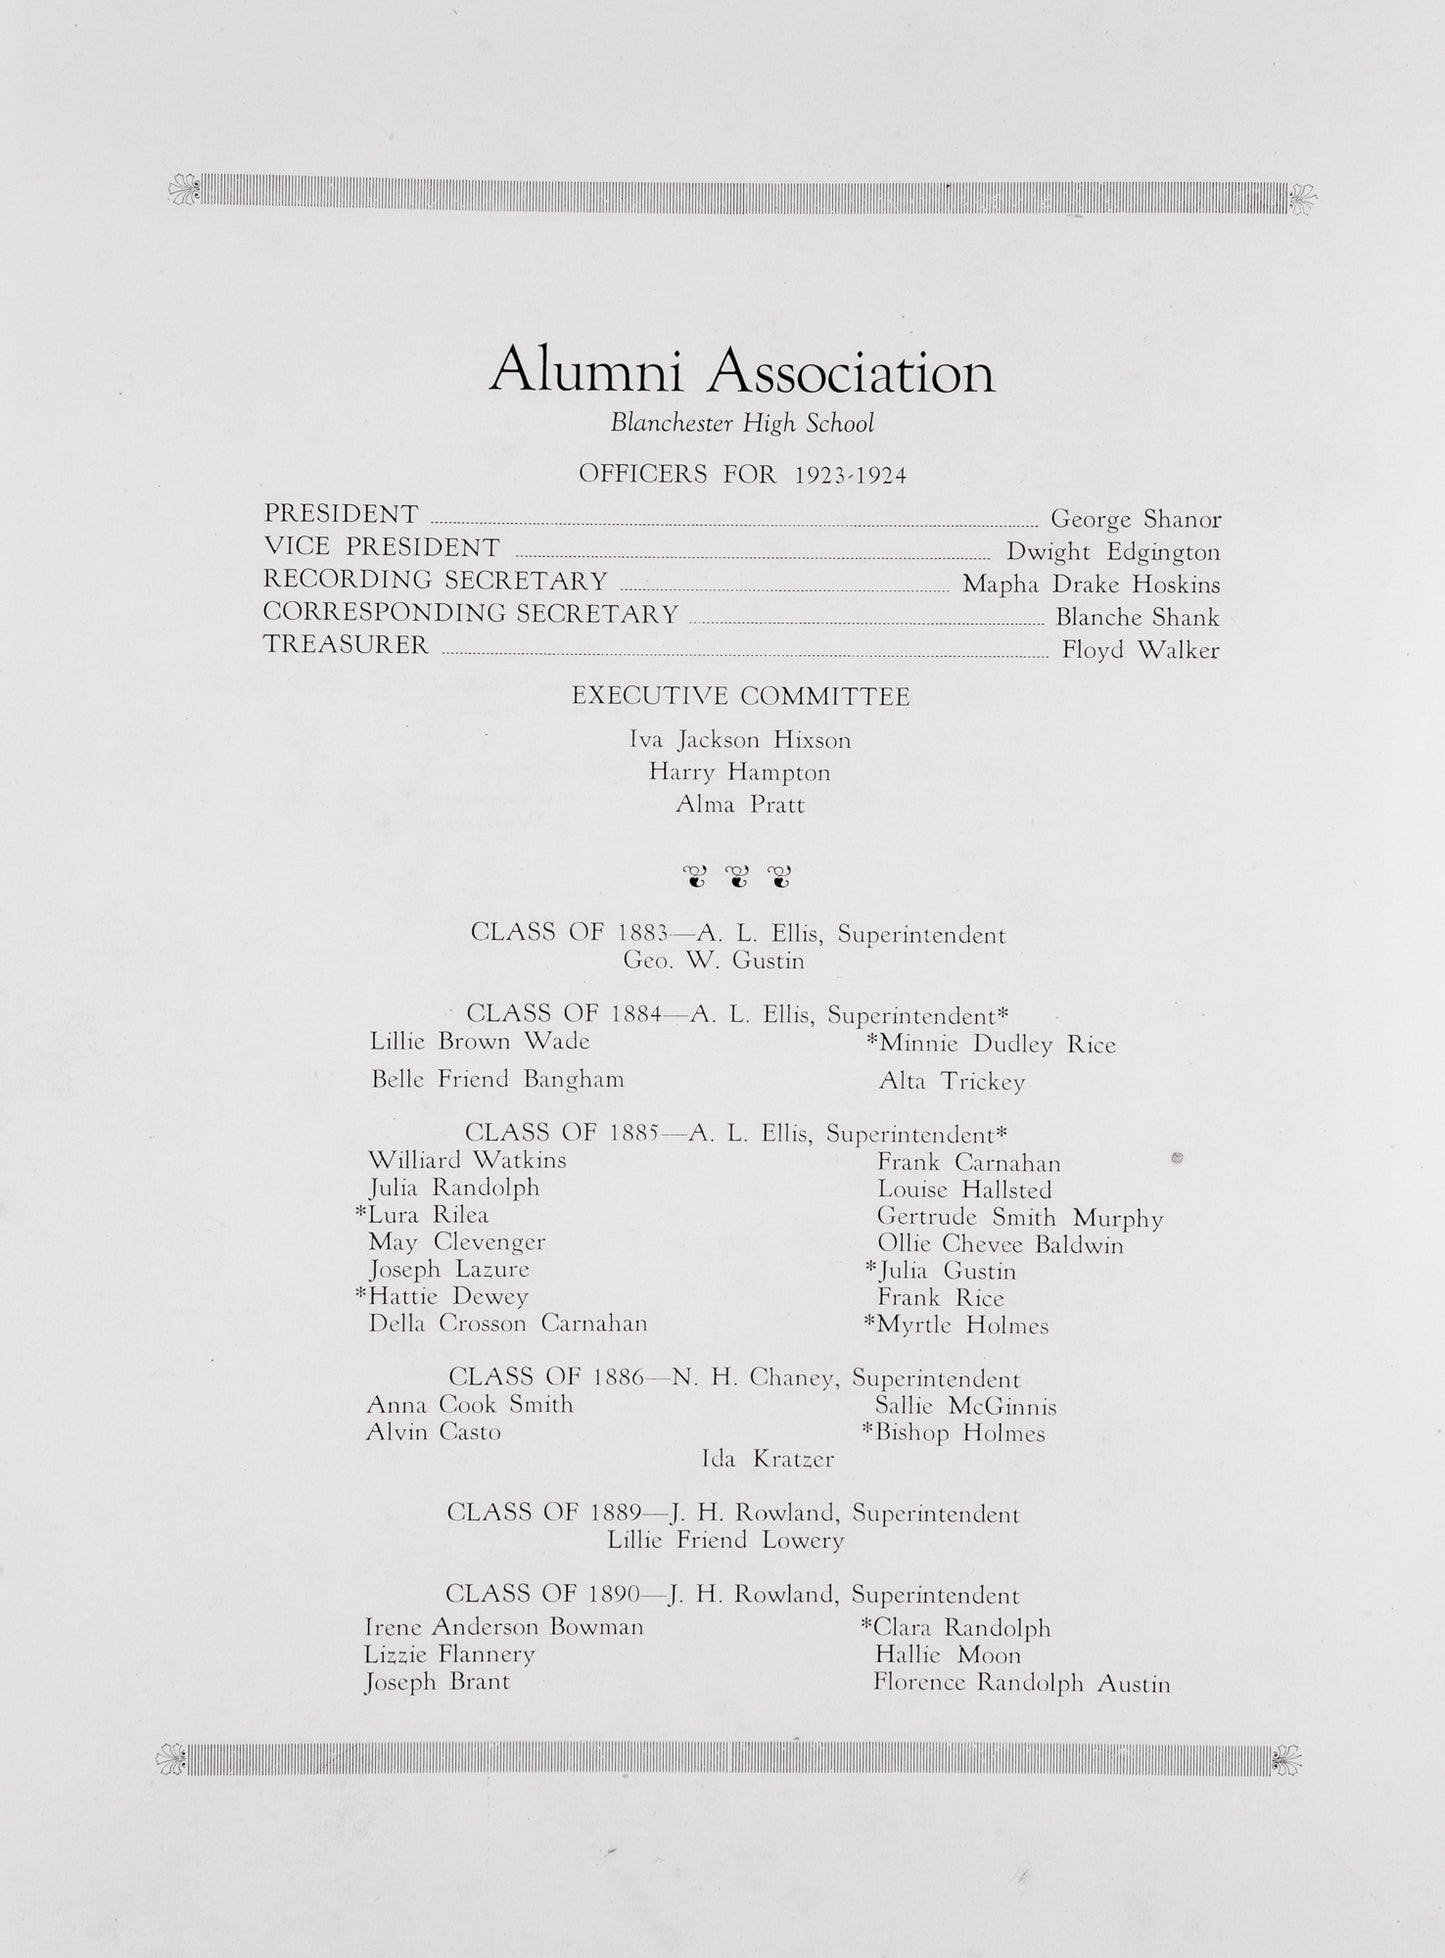 Alumni Association
Blanchester High School
OFFICERS FOR 1923-1924
PRESIDENT George Shanor
VICE PRESIDENT Dwight Edgington
RECORDING SECRETARY Mapha Drake Hoskins
CORRESPONDING SECRETARY Blanche Shank
TREASURER Floyd Walker
EXECUTIVE COMMITTEE
Iva Jackson Hixson
Harry Hampton
Alma Pratt
CLASS OF 1883—A. L. Ellis, Superintendent
Geo. W. Gustin
CLASS OF 1884—A. L. Ellis, Superintendent*
Lillie Brown Wade *Minnie Dudley Rice
Belle Friend Bangham Alta Trickey
CLASS OF 1885—A. L. Ellis, Superintendent*
Williard Watkins Frank Carnahan
Julia Randolph Louise Hallsted
*Lura Rilea Gertrude Smith Murphy
May Clevenger Ollie Chevee Baldwin
Joseph Lazure *Julia Gustin
*Hattie Dewey Frank Rice
Della Crosson Carnahan *Myrtle Holmes
CLASS OF 1886—N. H. Chaney, Superintendent
Anna Cook Smith Sallie McGinnis
Alvin Casto *Bishop Holmes
Ida Kratzer
CLASS OF 1889—J. H. Rowland, Superintendent
Lillie Friend Lowery
CLASS OF 1890—J. H. Rowland, Superintendent
Irene Anderson Bowman *Clara Randolph
Lizzie Flannery Hallie Moon
Joseph Brant Florence Randolph Austin